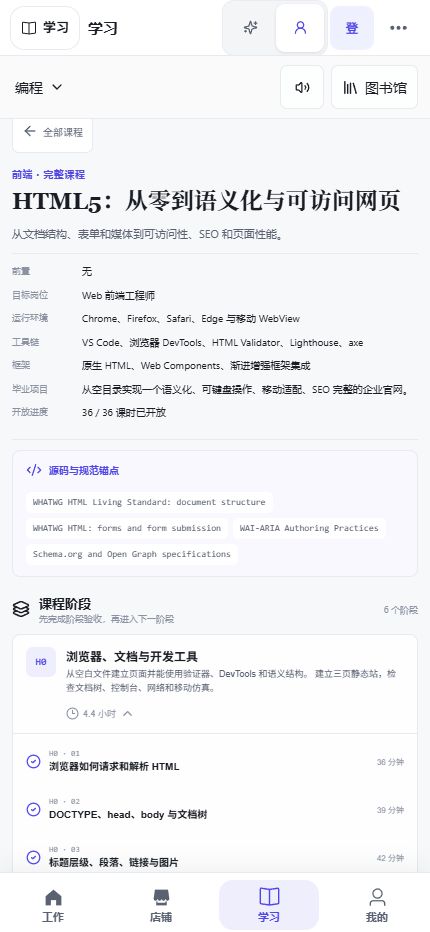 学习
学习
登
编程
图书馆
全部课程
前端 · 完整课程
HTML5：从零到语义化与可访问网页
从文档结构、表单和媒体到可访问性、SEO 和页面性能。
前置 无
目标岗位 Web 前端工程师
运行环境 Chrome、Firefox、Safari、Edge 与移动 WebView
工具链 VS Code、浏览器 DevTools、HTML Validator、Lighthouse、axe
框架 原生 HTML、Web Components、渐进增强框架集成
毕业项目 从空目录实现一个语义化、可键盘操作、移动适配、SEO 完整的企业官网。
开放进度 36 / 36 课时已开放
源码与规范锚点
WHATWG HTML Living Standard: document structure
WHATWG HTML: forms and form submission WAI-ARIA Authoring Practices
Schema.org and Open Graph specifications
课程阶段
先完成阶段验收，再进入下一阶段
6 个阶段
H0 浏览器、文档与开发工具
从空白文件建立页面并能使用验证器、DevTools 和语义结构。 建立三页静态站，检
查文档树、控制台、网络和移动仿真。
4.4 小时
H0 · 01
浏览器如何请求和解析 HTML 36 分钟
H0 · 02
DOCTYPE、head、body 与文档树 39 分钟
H0 · 03
标题层级、段落、链接与图片 42 分钟
工作 店铺 学习 我的